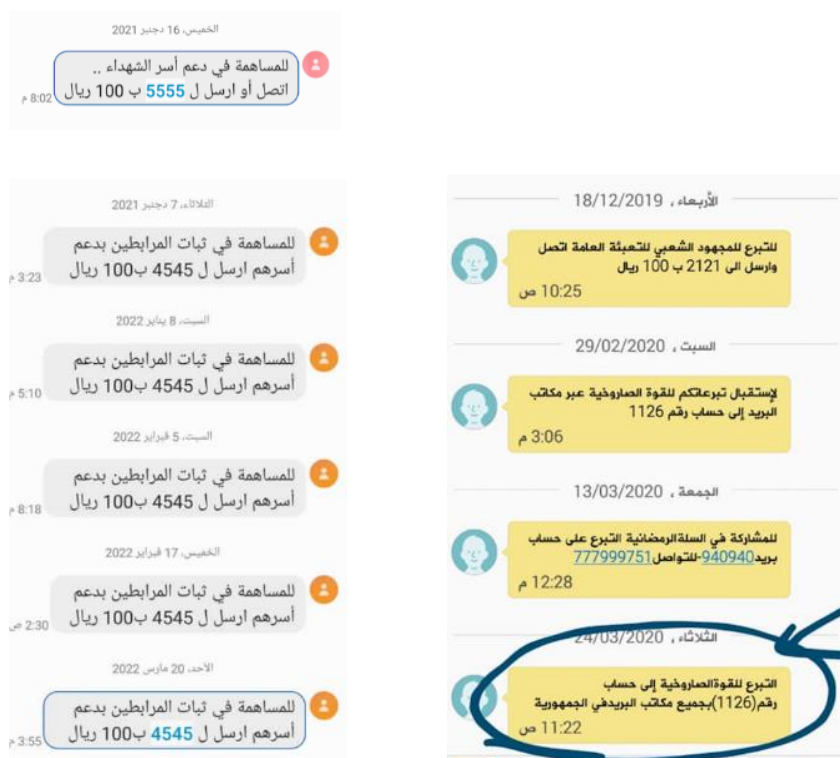 الخميس، 16 دجنبر 2021
للمساهمة في دعم أسر الشهداء ..
اتصل أو ارسل ل 5555 ب 100 ريال
8:02 م
الثلاثاء، 7 دجنبر 2021
للمساهمة في ثبات المرابطين بدعم
أسرهم ارسل ل 4545 ب100 ريال
3:23 م
السبت، 8 يناير 2022
للمساهمة في ثبات المرابطين بدعم
أسرهم ارسل ل 4545 ب100 ريال
5:10 م
السبت، 5 فبراير 2022
للمساهمة في ثبات المرابطين بدعم
أسرهم ارسل ل 4545 ب100 ريال
8:18 م
الخميس، 17 فبراير 2022
للمساهمة في ثبات المرابطين بدعم
أسرهم ارسل ل 4545 ب100 ريال
2:30 ص
الأحد، 20 مارس 2022
للمساهمة في ثبات المرابطين بدعم
أسرهم ارسل ل 4545 ب100 ريال
3:55 م
الأربعاء ، 18/12/2019
للتبرع للمجهود الشعبي للتعبئة العامة اتصل
وارسل الى 2121 ب 100 ريال
10:25 ص
السبت ، 29/02/2020
لإستقبال تبرعاتكم للقوة الصاروخية عبر مكاتب
البريد إلى حساب رقم 1126
3:06 م
الجمعة ، 13/03/2020
للمشاركة في السلةالرمضانية التبرع على حساب
بريد940940-للتواصل777999751
12:28 م
الثلاثاء ، 24/03/2020
التبرع للقوةالصاروخية إلى حساب
رقم(1126)بجميع مكاتب البريدفي الجمهورية
11:22 ص